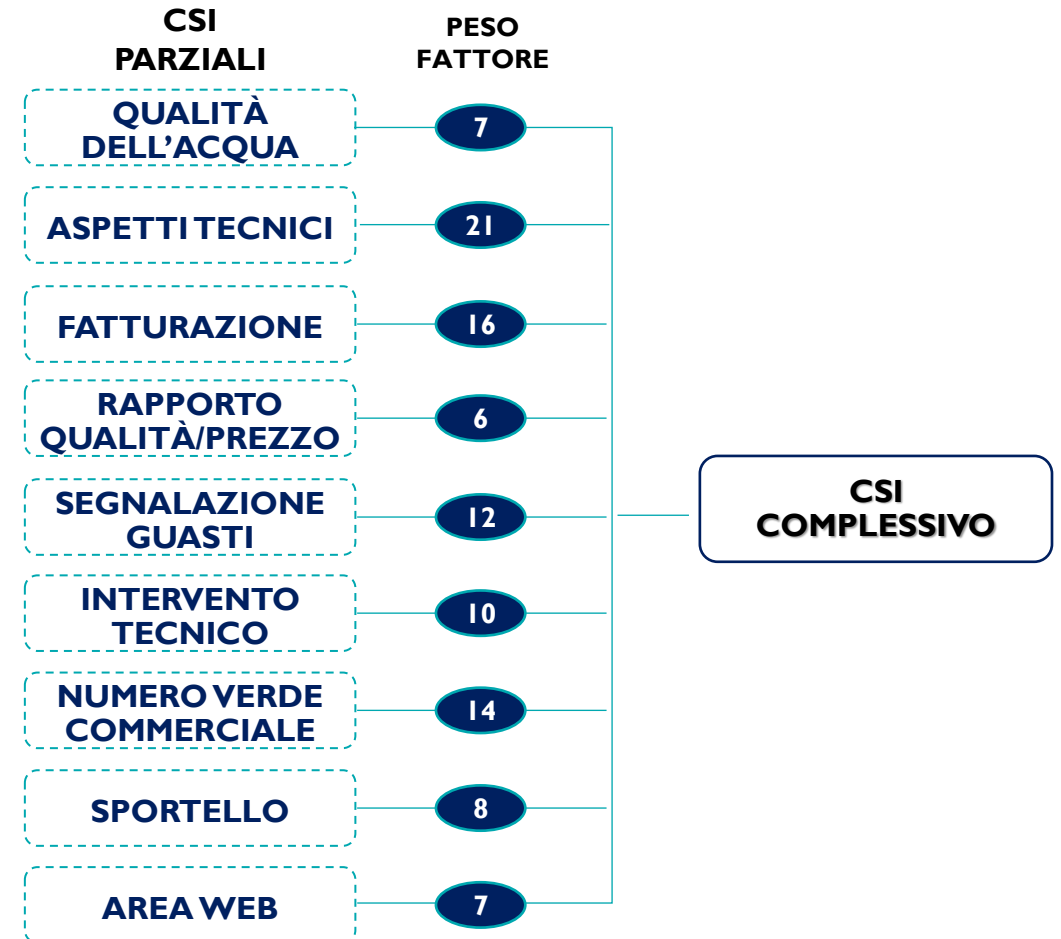 CSI
PARZIALI
PESO
FATTORE
QUALITÀ
DELL'ACQUA
7
ASPETTI TECNICI
21
FATTURAZIONE
16
RAPPORTO
QUALITÀ/PREZZO
6
SEGNALAZIONE
GUASTI
12
INTERVENTO
TECNICO
10
NUMERO VERDE
COMMERCIALE
14
SPORTELLO
8
AREA WEB
7
CSI
COMPLESSIVO